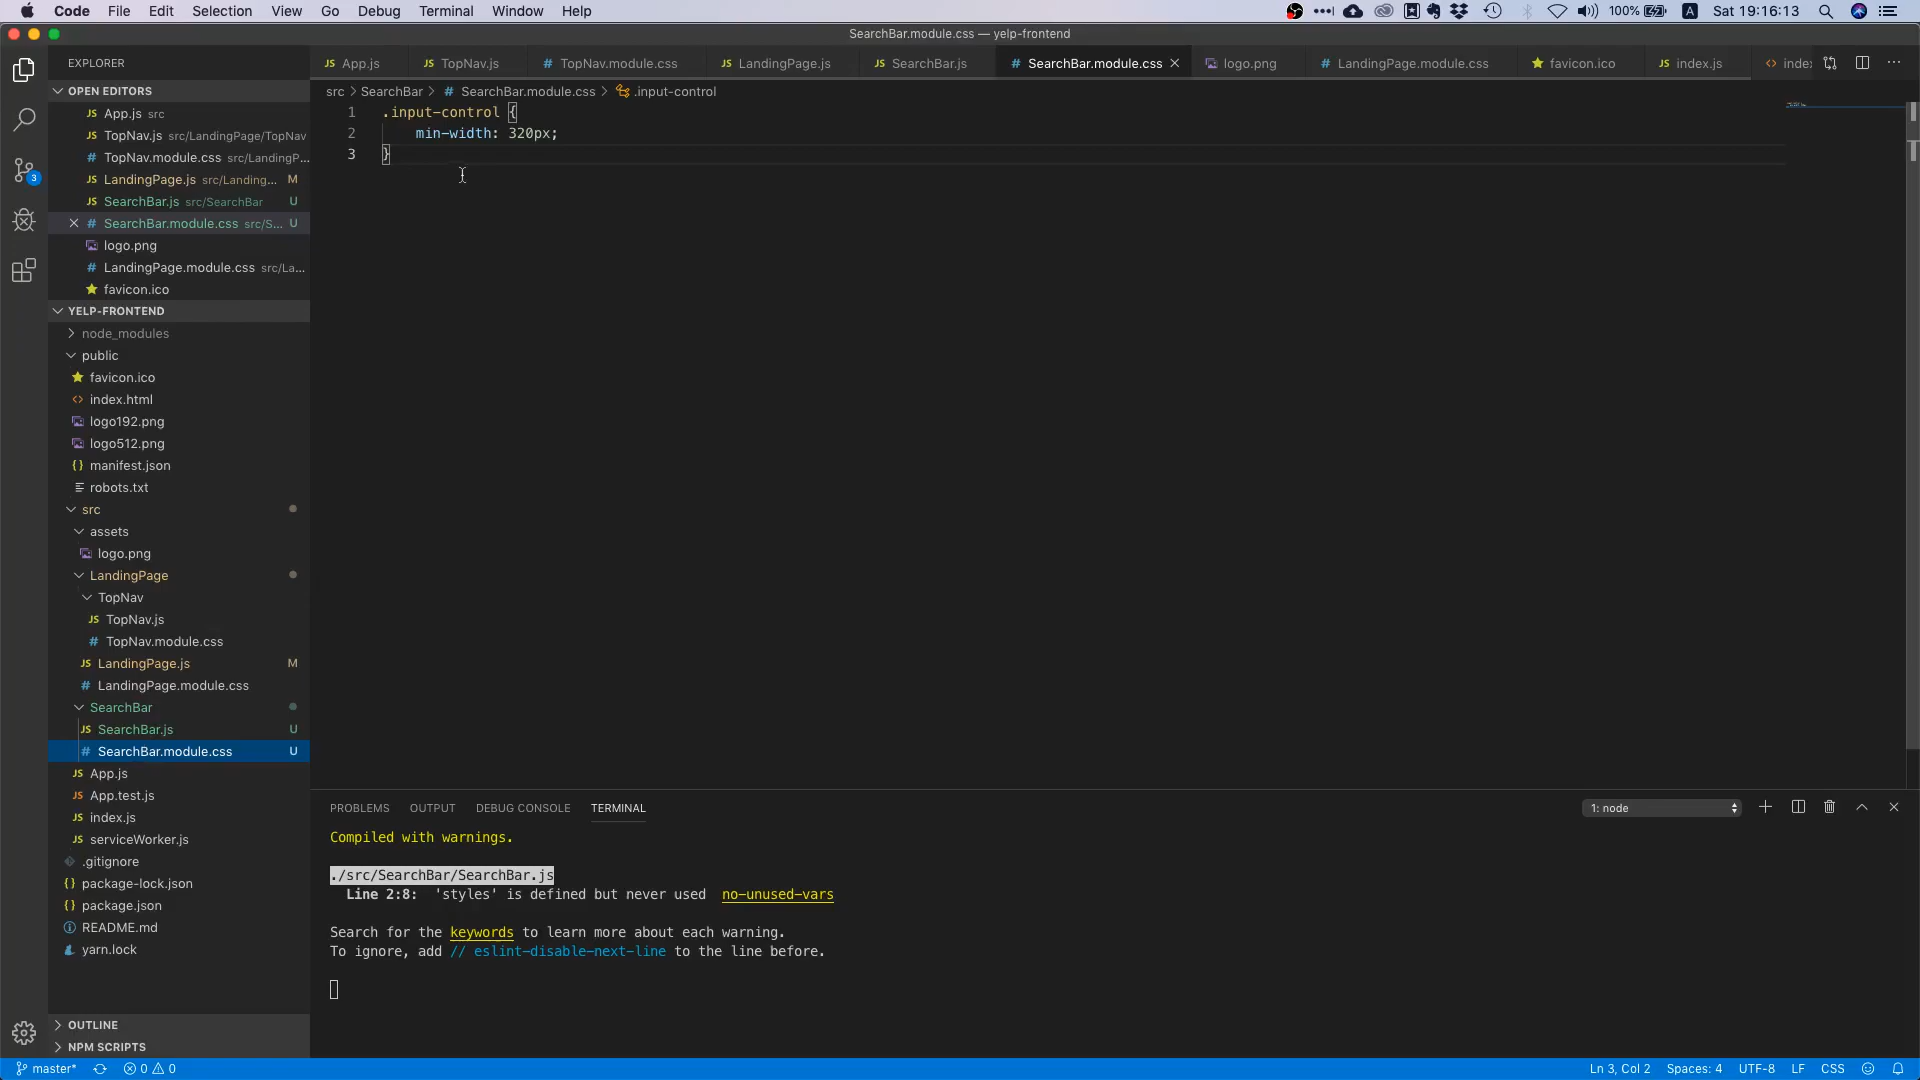 Code File Edit Selection View Go Debug Terminal Window Help
100% A Sat 19:16:13
SearchBar.module.css — yelp-frontend
EXPLORER
JS App.js
JS TopNav.js
# TopNav.module.css
JS LandingPage.js
JS SearchBar.js
# SearchBar.module.css
logo.png
# LandingPage.module.css
favicon.ico
JS index.js
<> inde
src > SearchBar > # SearchBar.module.css > .input-control
OPEN EDITORS
JS App.js src
JS TopNav.js src/LandingPage/TopNav
# TopNav.module.css src/LandingP...
JS LandingPage.js src/Landing... M
JS SearchBar.js src/SearchBar U
# SearchBar.module.css src/S... U
logo.png
# LandingPage.module.css src/La...
favicon.ico
YELP-FRONTEND
node_modules
public
favicon.ico
<> index.html
logo192.png
logo512.png
{} manifest.json
robots.txt
src
assets
logo.png
LandingPage
TopNav
JS TopNav.js
# TopNav.module.css
JS LandingPage.js M
# LandingPage.module.css
SearchBar
JS SearchBar.js U
# SearchBar.module.css U
JS App.js
JS App.test.js
JS index.js
JS serviceWorker.js
.gitignore
{} package-lock.json
{} package.json
README.md
yarn.lock
OUTLINE
NPM SCRIPTS
3
1 .input-control {
2 min-width: 320px;
3 }
PROBLEMS OUTPUT DEBUG CONSOLE TERMINAL
1: node
Compiled with warnings.
./src/SearchBar/SearchBar.js
Line 2:8: 'styles' is defined but never used no-unused-vars
Search for the keywords to learn more about each warning.
To ignore, add // eslint-disable-next-line to the line before.
master* 0 0
Ln 3, Col 2 Spaces: 4 UTF-8 LF CSS